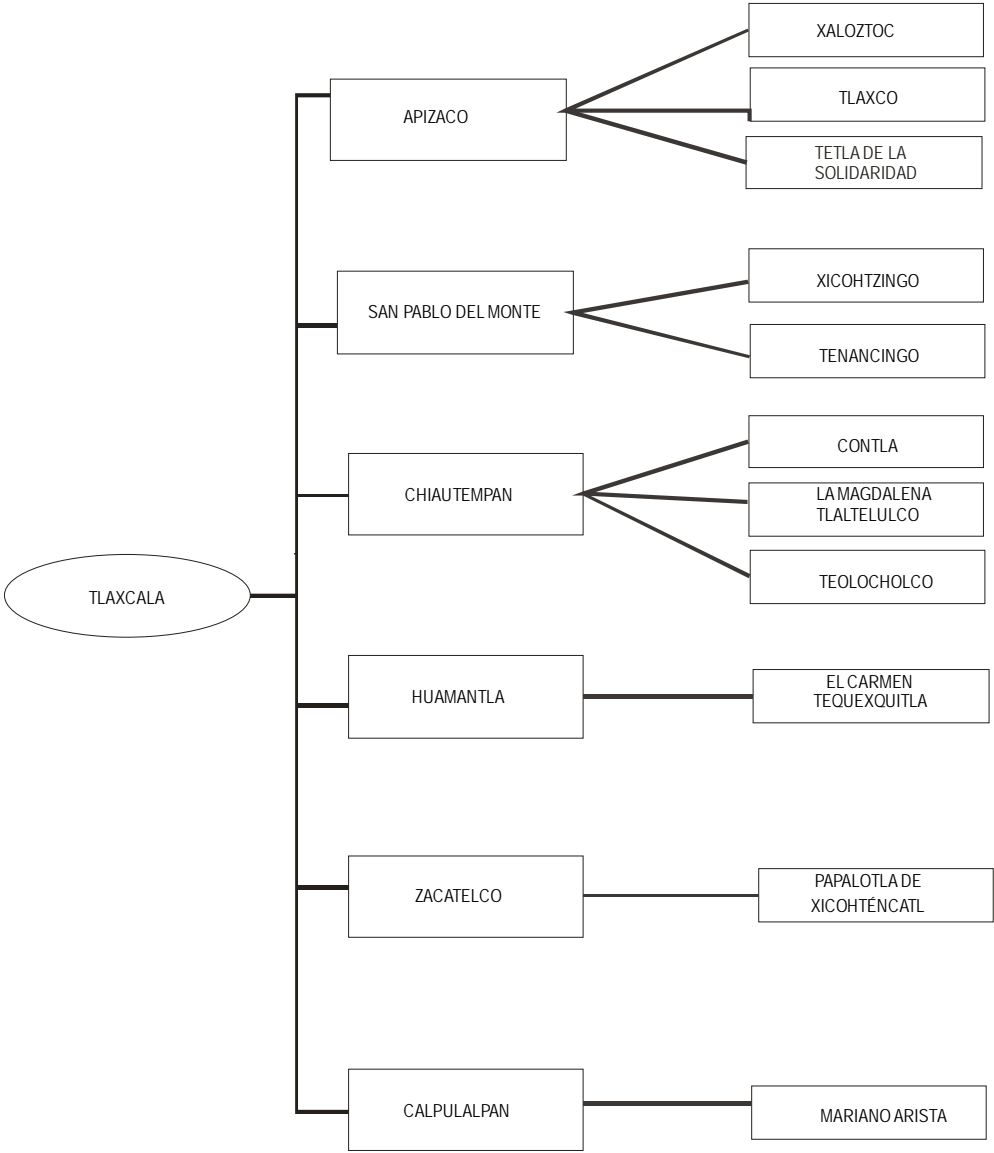 XALOZTOC
APIZACO
TLAXCO
TETLA DE LA
SOLIDARIDAD
SAN PABLO DEL MONTE
XICOHTZINGO
TENANCINGO
CHIAUTEMPAN
CONTLA
LA MAGDALENA
TLALTELULCO
TEOLOCHOLCO
TLAXCALA
HUAMANTLA
EL CARMEN
TEQUEXQUITLA
ZACATELCO
PAPALOTLA DE
XICOHTÉNCATL
CALPULALPAN
MARIANO ARISTA